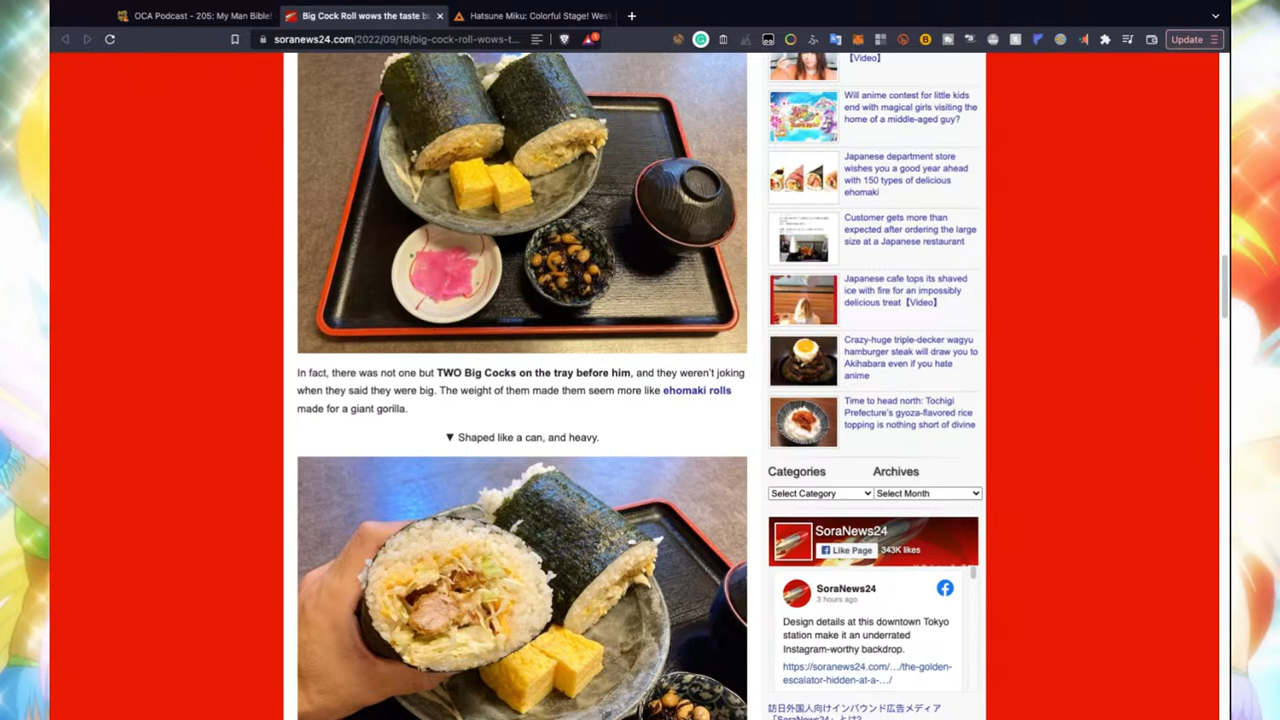 OCA Podcast - 205: My Man Bible!
Big Cock Roll wows the taste bu
Hatsune Miku: Colorful Stage! West
soranews24.com/2022/09/18/big-cock-roll-wows-t...
1
Update
【Video】
Will anime contest for little kids
end with magical girls visiting the
home of a middle-aged guy?
Japanese department store
wishes you a good year ahead
with 150 types of delicious
ehomaki
Customer gets more than
expected after ordering the large
size at a Japanese restaurant
Japanese cafe tops its shaved
ice with fire for an impossibly
delicious treat【Video】
Crazy-huge triple-decker wagyu
hamburger steak will draw you to
Akihabara even if you hate
anime
Time to head north: Tochigi
Prefecture's gyoza-flavored rice
topping is nothing short of divine
In fact, there was not one but TWO Big Cocks on the tray before him, and they weren't joking
when they said they were big. The weight of them made them seem more like ehomaki rolls
made for a giant gorilla.
▼ Shaped like a can, and heavy.
Categories
Archives
Select Category
Select Month
SoraNews24
Like Page
343K likes
SoraNews24
3 hours ago
Design details at this downtown Tokyo
station make it an underrated
Instagram-worthy backdrop.
https://soranews24.com/.../the-golden-
escalator-hidden-at-a-.../
訪日外国人向けインバウンド広告メディア
「SoraNews24」とは?